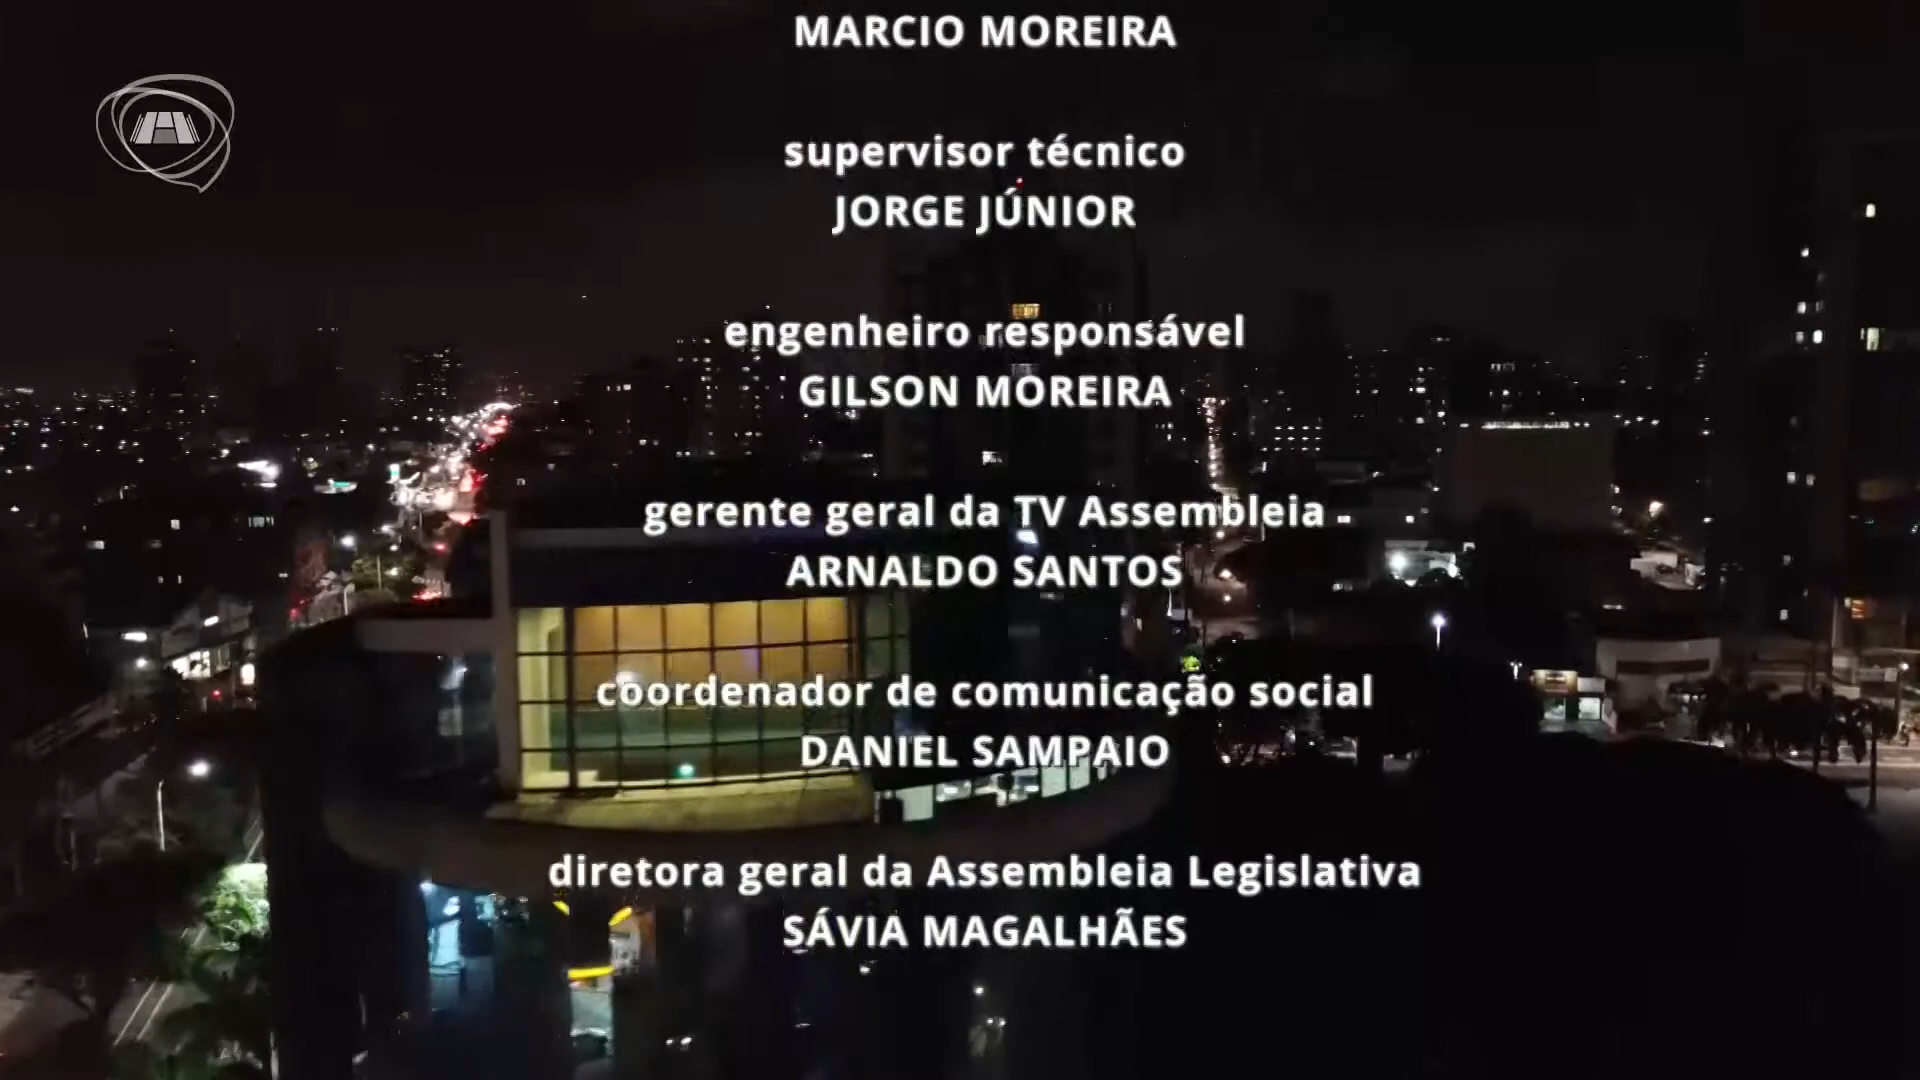 MARCIO MOREIRA
supervisor técnico
JORGE JÚNIOR
engenheiro responsável
GILSON MOREIRA
gerente geral da TV Assembleia
ARNALDO SANTOS
coordenador de comunicação social
DANIEL SAMPAIO
diretora geral da Assembleia Legislativa
SÁVIA MAGALHÃES